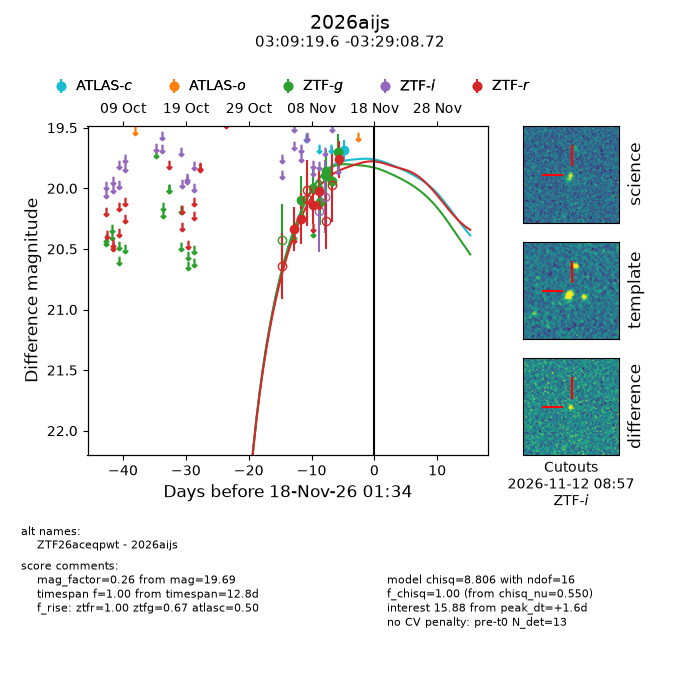 2026aijs
03:09:19.6 -03:29:08.72
ATLAS-c ATLAS-o ZTF-g ZTF-i ZTF-r
09 Oct 19 Oct 29 Oct 08 Nov 18 Nov 28 Nov
19.5
20.0
20.5
21.0
21.5
22.0
Difference magnitude
−40 −30 −20 −10 0 10
Days before 18-Nov-26 01:34
science
template
difference
Cutouts
2026-11-12 08:57
ZTF-i
alt names:
ZTF26aceqpwt - 2026aijs
score comments:
mag_factor=0.26 from mag=19.69
timespan f=1.00 from timespan=12.8d
f_rise: ztfr=1.00 ztfg=0.67 atlasc=0.50
model chisq=8.806 with ndof=16
f_chisq=1.00 (from chisq_nu=0.550)
interest 15.88 from peak_dt=+1.6d
no CV penalty: pre-t0 N_det=13